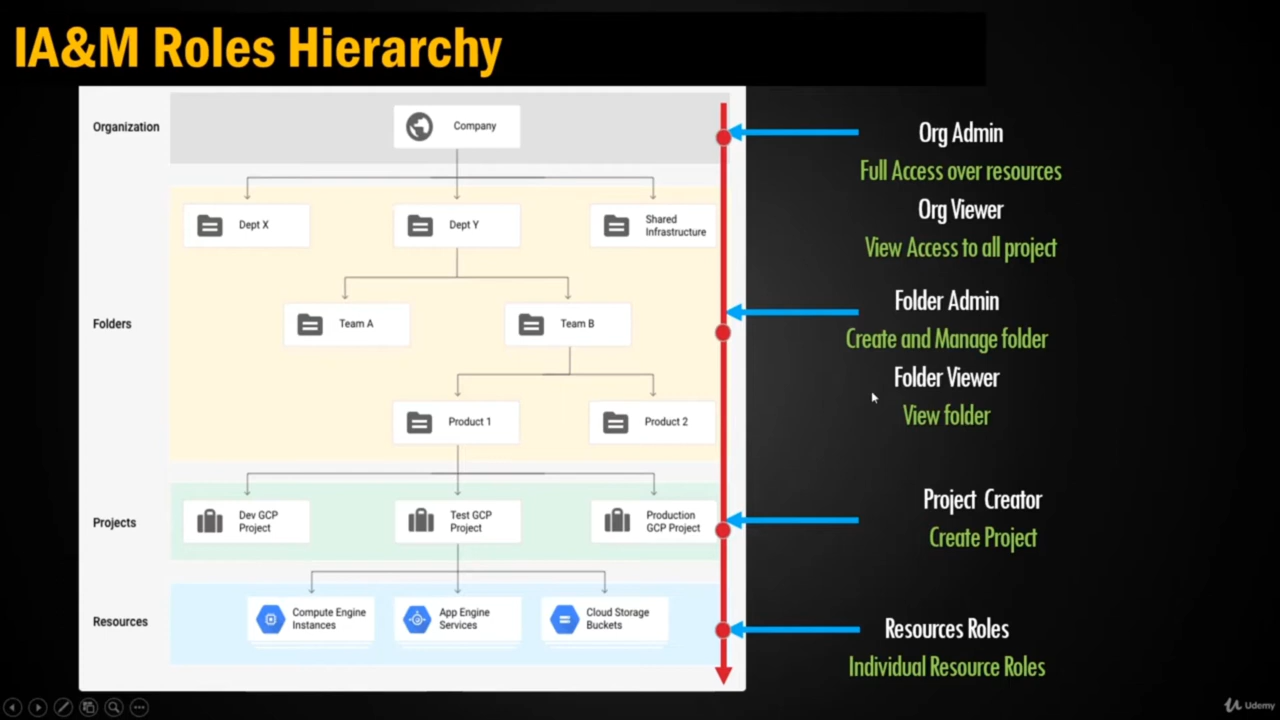 IA&M Roles Hierarchy
Organization
Company
Dept X
Dept Y
Shared
Infrastructure
Folders
Team A
Team B
Product 1
Product 2
Projects
Dev GCP
Project
Test GCP
Project
Production
GCP Project
Resources
Compute Engine
Instances
App Engine
Services
Cloud Storage
Buckets
Org Admin
Full Access over resources
Org Viewer
View Access to all project
Folder Admin
Create and Manage folder
Folder Viewer
View folder
Project Creator
Create Project
Resources Roles
Individual Resource Roles
Udemy